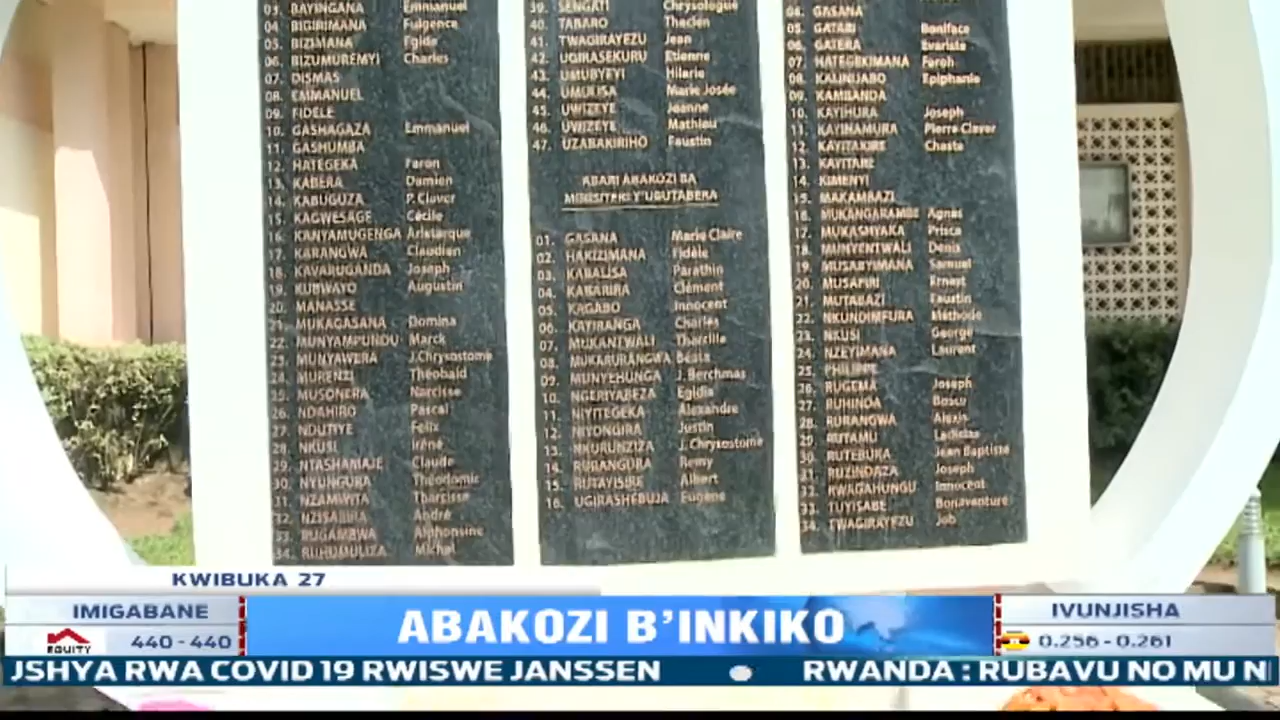 03. BAYINGANA Emmanuel
04 BIGIRIMANA Fulgence
05. BIZIMANA Egide
06. BIZUMUREMYI Charles
07. DISMAS
08. EMMANUEL
09. FIDELE
10. GASHAGAZA Emmanuel
11. GASHUMBA
12. HATEGEKA Faron
13. KABERA Damien
14. KABUGUZA P. Claver
15. KAGWESAGE Cécile
16. KANYAMUGENGA Aristarque
17. KARANGWA Claudien
18. KAVARUGANDA Joseph
19. KUBWAYO Augustin
20. MANASSE
21. MUKAGASANA Domina
22. MUNYAMPUNDU Marck
23. MUNYAWERA J.Chrysostome
24. MURENZI Théobald
25. MUSONERA Narcisse
26. NDAHIRO Pascal
27. NDUTIYE Felix
28. NKUSI Iréné
29. NTASHAMAJE Claude
30. NYUNGURA Théodomir
31. NZAMWITA Tharcisse
32. NZISABIRA André
33. RUGAMBWA Alphonsine
34. RUHUMULIZA Michel
39. SENGATI Chrysologue
40. TABARO Thaclen
41. TWAGIRAYEZU Jean
42. UGIRASEKURU Etienne
43. UMUBYEYI Hilarie
44. UMULISA Marie Josée
45. UWIZEYE Jeanne
46. UWIZEYE Mathieu
47. UZABAKIRIHO Faustin
ABARI ABAKOZI BA
MINISITERI Y'UBUTABERA
01. GASANA Marie Claire
02. HAKIZIMANA Fidèle
03. KABALISA Parathin
04. KABARIRA Clément
05. KAGABO Innocent
06. KAYIRANGA Charles
07. MUKANTWALI Tharcille
08. MUKARURANGWA Béata
09. MUNYEHUNGA J. Berchmas
10. NGERIYABEZA Egidia
11. NIYITEGEKA Alexandre
12. NIYONGIRA Justin
13. NKURUNZIZA J. Chrysostome
14. RURANGURA Remy
15. RUTAYISIRE Albert
16. UGIRASHEBUJA Eugène
04. GASANA
05. GATARI Boniface
06. GATERA Evariste
07. HATEGEKIMANA Feroh
08. KALINIJABO Epiphanie
09. KAMBANDA
10. KAYIHURA Joseph
11. KAYINAMURA Pierre Claver
12. KAYITAKIRE Chasta
13. KAYITARE
14. KIMENYI
15. MAKAMBAZI
16. MUKANGARAMBE Agnes
17. MUKASHYAKA Prisca
18. MUNYENTWALI Denis
19. MUSABYIMANA Samuel
20. MUSAFIRI Ernest
21. MUTABAZI Faustin
22. NKUNDIMFURA Méthode
23. NKUSI George
24. NZEYIMANA Laurent
25. PHILIPPE
26. RUGEMA Joseph
27. RUHINDA Bosco
28. RURANGWA Alexis
29. RUTAMU Ladislas
30. RUTEBUKA Jean Baptiste
31. RUZINDAZA Joseph
32. RWAGAHUNGU Innocent
33. TUYISABE Bonaventure
34. TWAGIRAYEZU Job
KWIBUKA 27
IMIGABANE
EQUITY 440 - 440
ABAKOZI B'INKIKO
IVUNJISHA
0.256 - 0.261
JSHYA RWA COVID 19 RWISWE JANSSEN RWANDA : RUBAVU NO MU N